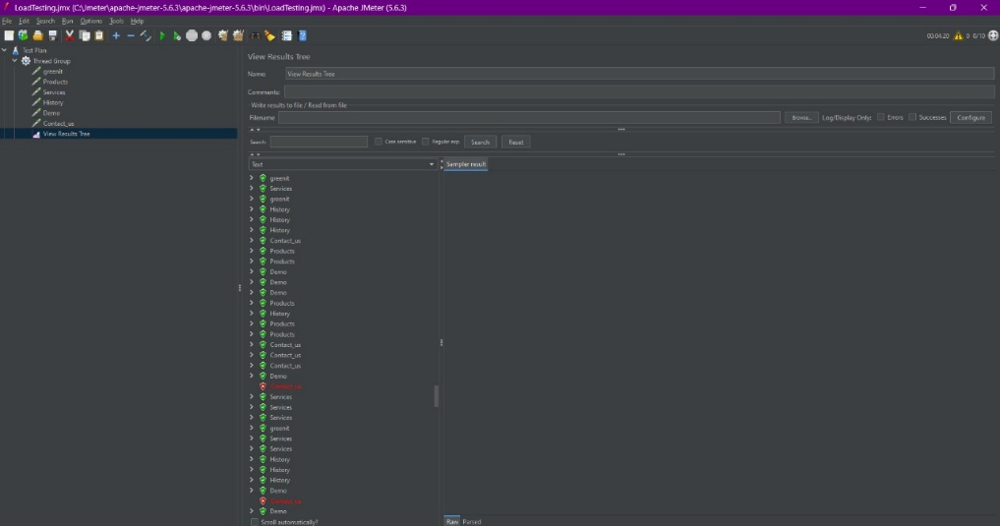 LoadTesting.jmx (C:\Jmeter\apache-jmeter-5.6.3\apache-jmeter-5.6.3\bin\LoadTesting.jmx) - Apache JMeter (5.6.3)
File Edit Search Run Options Tools Help
00:04:20 0 0/10
Test Plan
Thread Group
greenit
Products
Services
History
Demo
Contact_us
View Results Tree
View Results Tree
Name: View Results Tree
Comments:
Write results to file / Read from file
Filename Browse... Log/Display Only: Errors Successes Configure
Search: Case sensitive Regular exp. Search Reset
Text
Sampler result
greenit
Services
greenit
History
History
History
Contact_us
Products
Products
Demo
Demo
Demo
Products
History
Products
Products
Contact_us
Contact_us
Contact_us
Demo
Contact_us
Services
Services
Services
greenit
Services
Services
History
History
History
Demo
Contact_us
Demo
Scroll automatically?
Raw Parsed